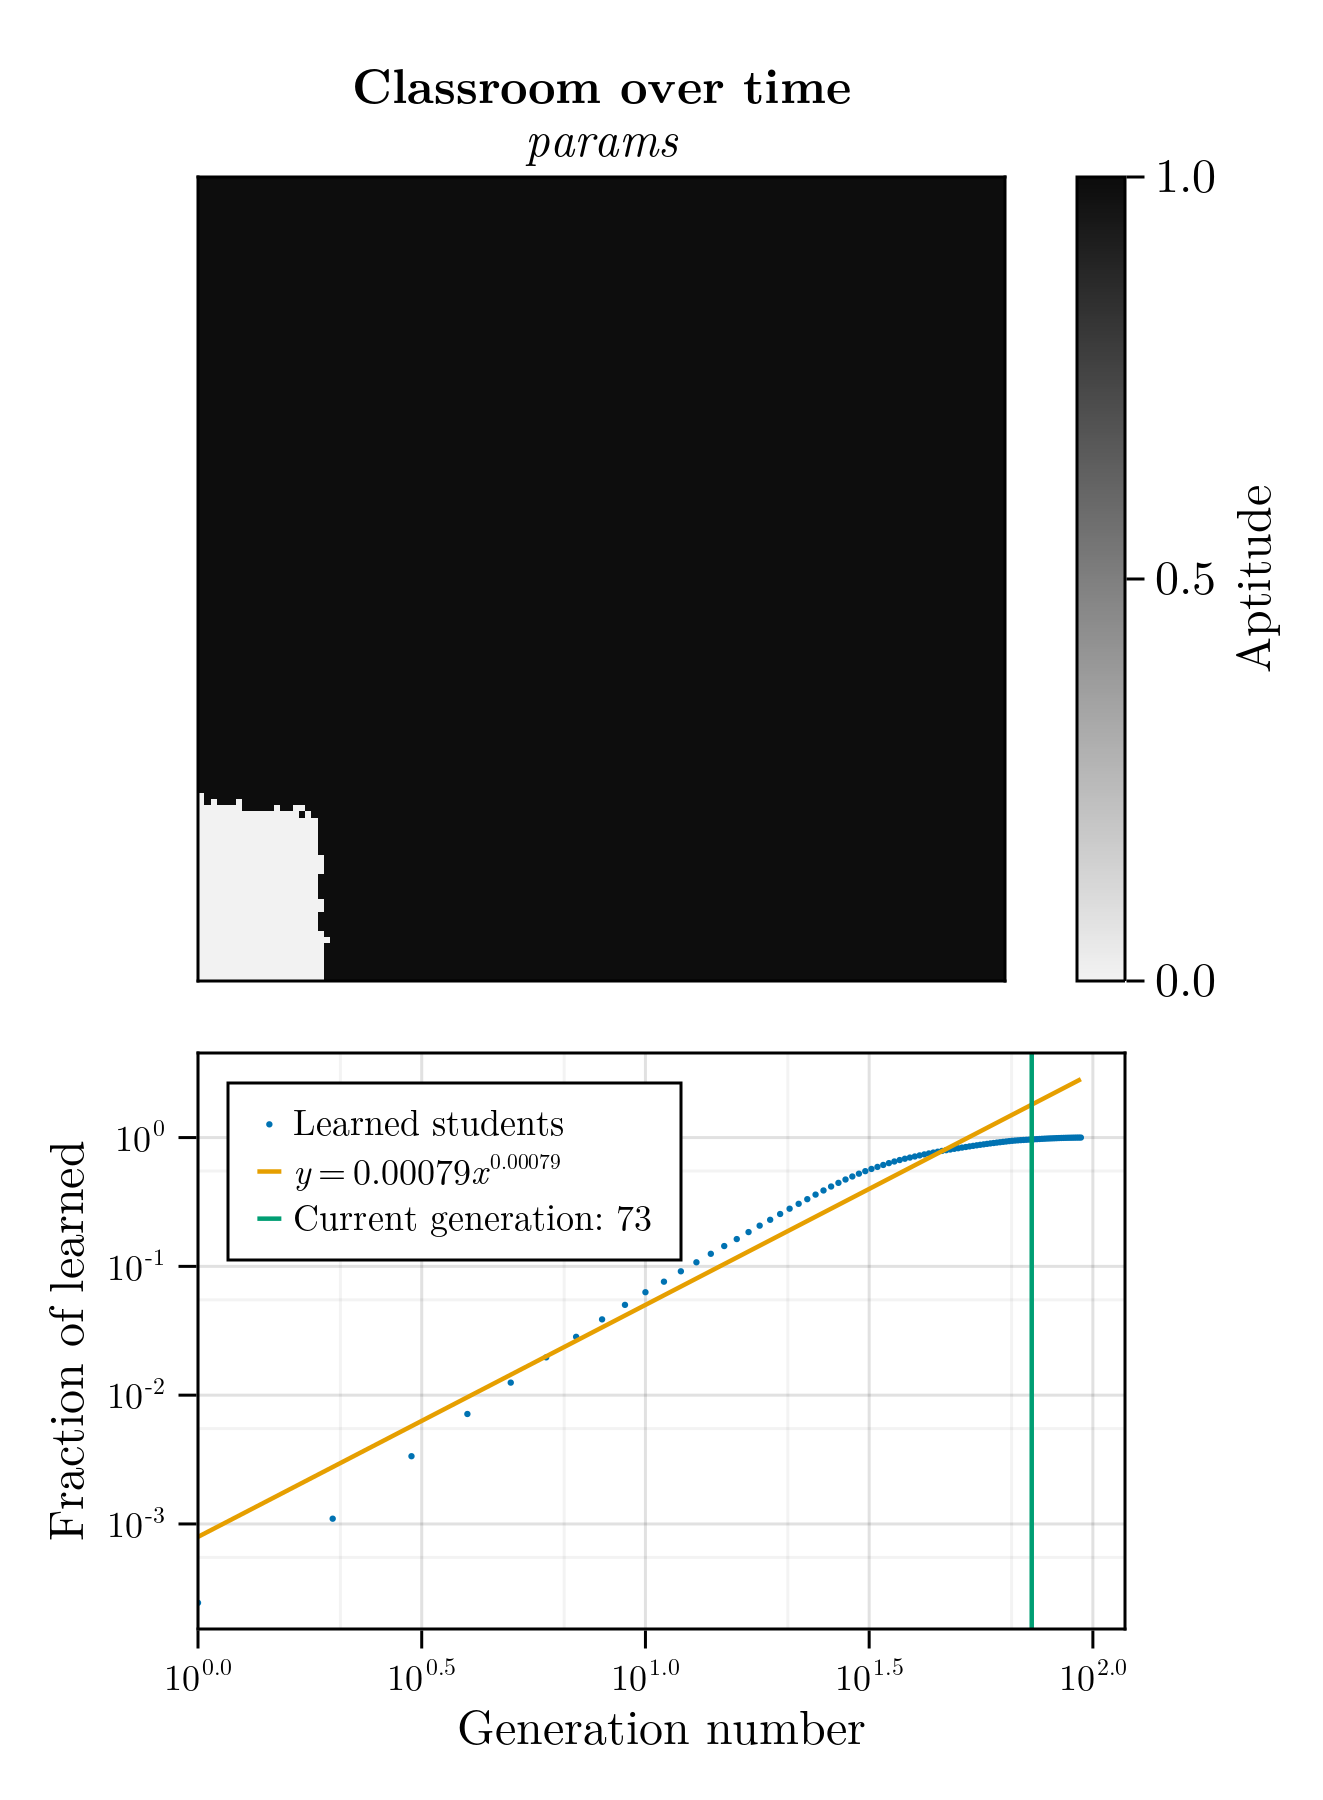 Classroom over time
params
1.0
0.5
0.0
Aptitude
Learned students
y = 0.00079x^0.00079
Current generation: 73
10^0
10^-1
10^-2
10^-3
Fraction of learned
10^0.0 10^0.5 10^1.0 10^1.5 10^2.0
Generation number